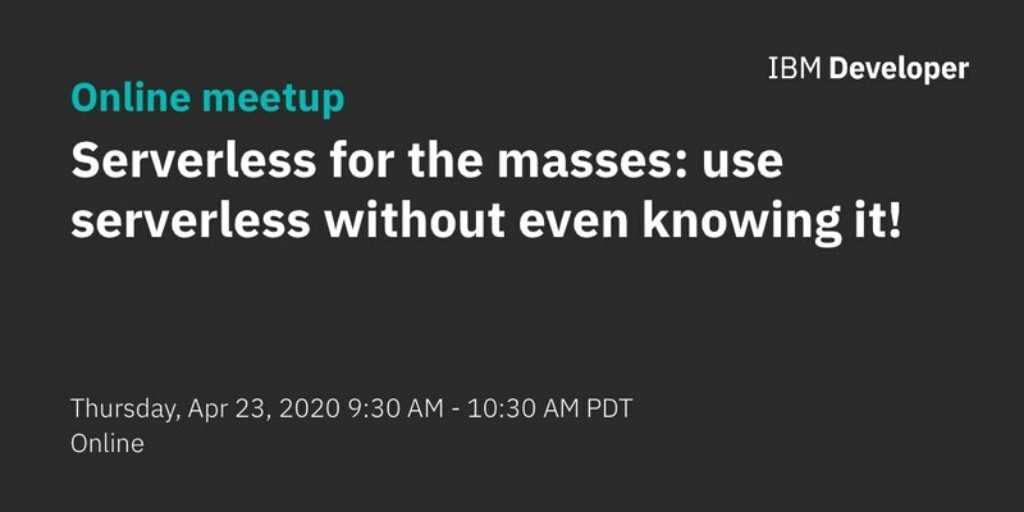 IBM Developer
Online meetup
Serverless for the masses: use
serverless without even knowing it!
Thursday, Apr 23, 2020 9:30 AM - 10:30 AM PDT
Online